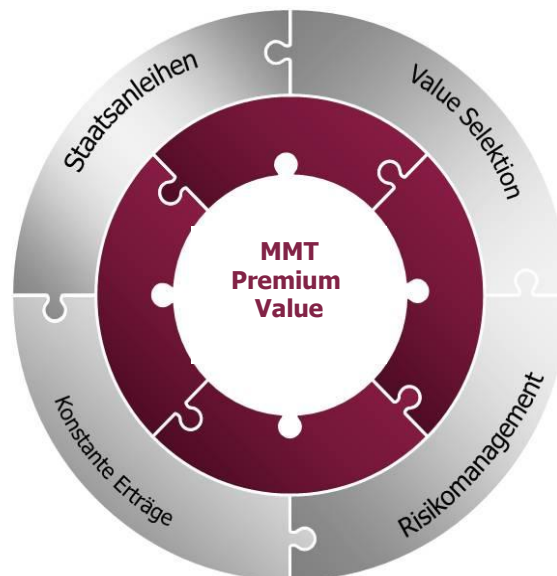 Staatsanleihen
Value Selektion
MMT
Premium
Value
Konstante Erträge
Risikomanagement